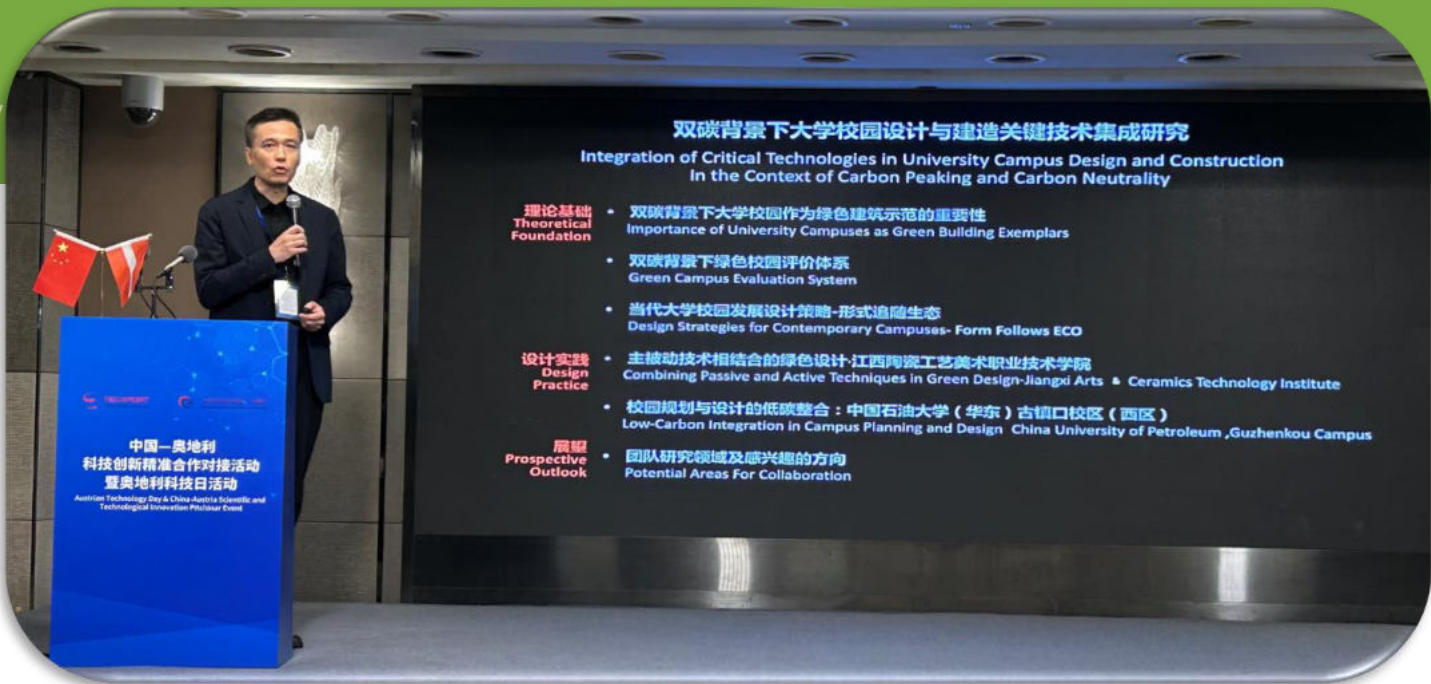 双碳背景下大学校园设计与建造关键技术集成研究
Integration of Critical Technologies in University Campus Design and Construction
In the Context of Carbon Peaking and Carbon Neutrality
理论基础
Theoretical
Foundation
• 双碳背景下大学校园作为绿色建筑示范的重要性
Importance of University Campuses as Green Building Exemplars
• 双碳背景下绿色校园评价体系
Green Campus Evaluation System
• 当代大学校园发展设计策略-形式追随生态
Design Strategies for Contemporary Campuses- Form Follows ECO
设计实践
Design
Practice
• 主被动技术相结合的绿色设计·江西陶瓷工艺美术职业技术学院
Combining Passive and Active Techniques in Green Design-Jiangxi Arts & Ceramics Technology Institute
• 校园规划与设计的低碳整合：中国石油大学（华东）古镇口校区（西区）
Low-Carbon Integration in Campus Planning and Design China University of Petroleum ,Guzhenkou Campus
展望
Prospective
Outlook
• 团队研究领域及感兴趣的方向
Potential Areas For Collaboration
TECHPORT
中国—奥地利
科技创新精准合作对接活动
暨奥地利科技日活动
Austrian Technology Day & China-Austria Scientific and
Technological Innovation Pitchour Event